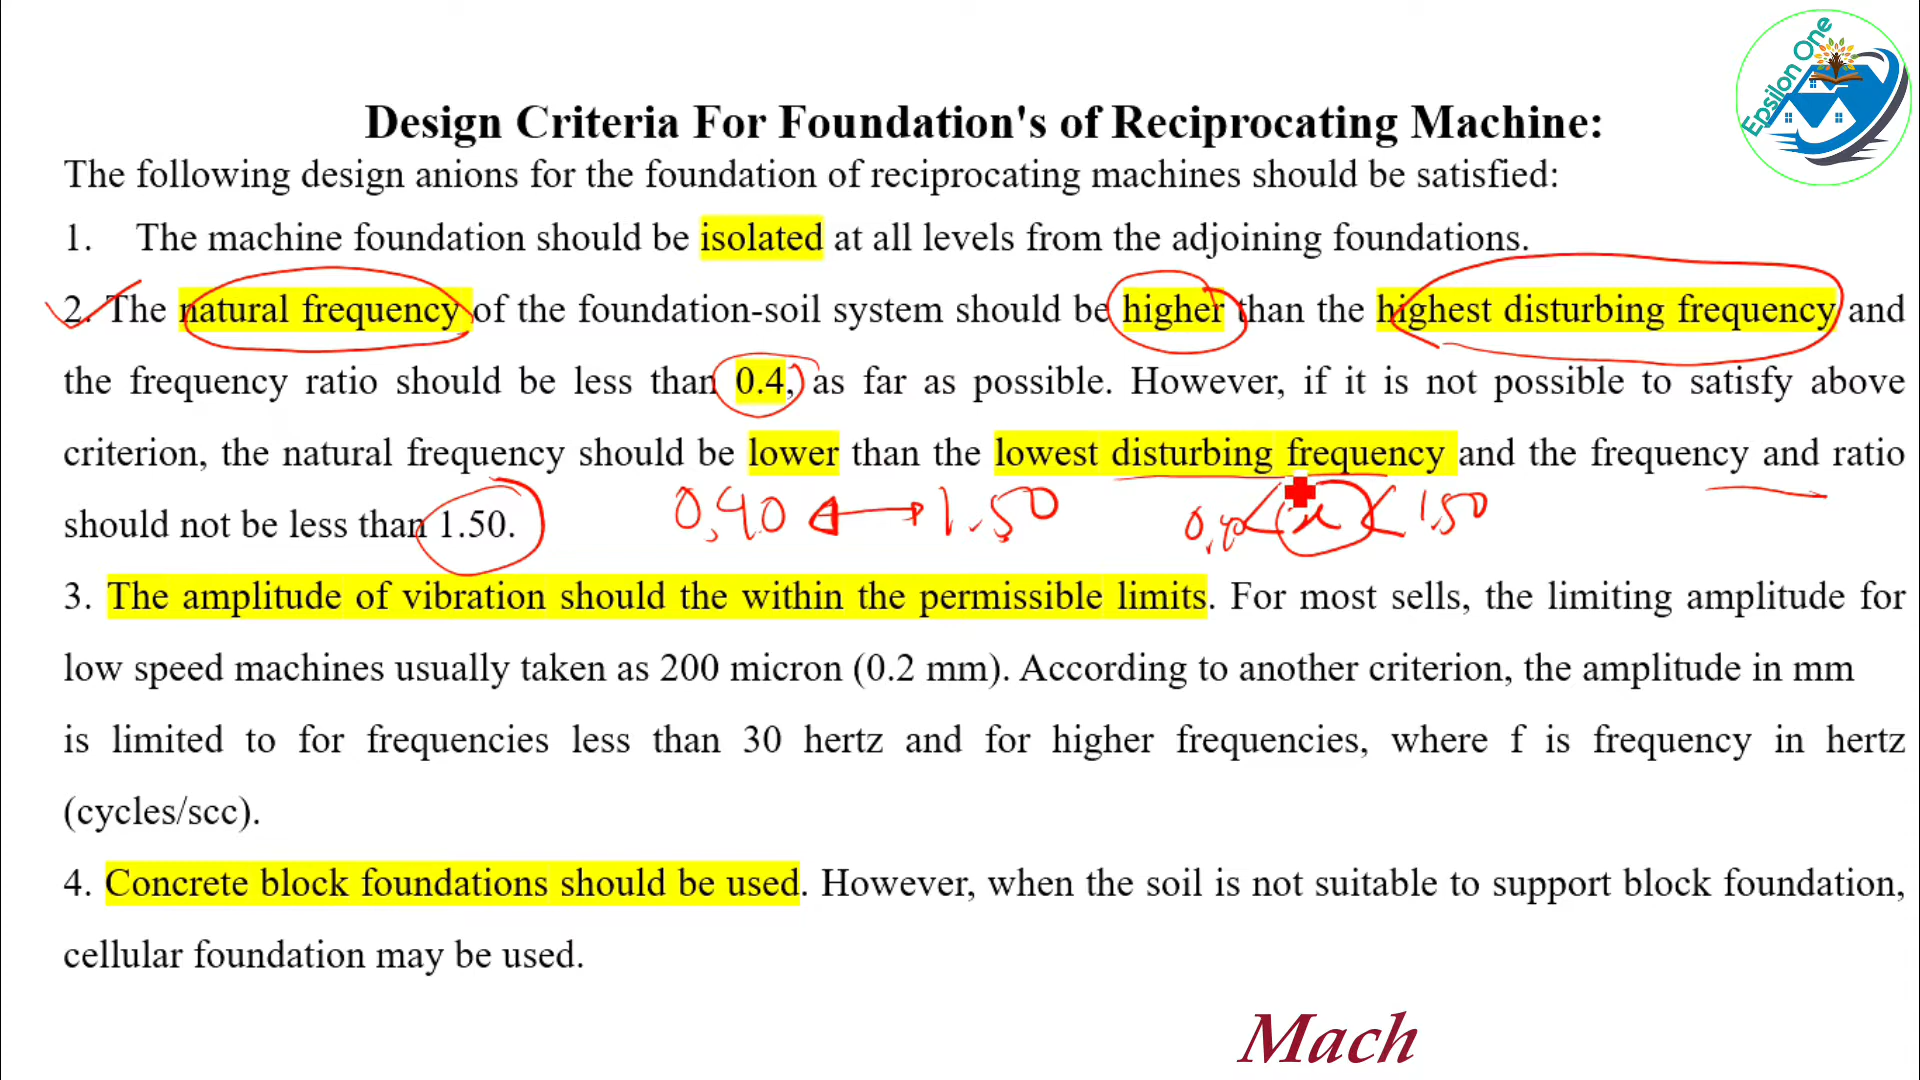 Epsilon One
Design Criteria For Foundation's of Reciprocating Machine:
The following design anions for the foundation of reciprocating machines should be satisfied:
1. The machine foundation should be isolated at all levels from the adjoining foundations.
2. The natural frequency of the foundation-soil system should be higher than the highest disturbing frequency and
the frequency ratio should be less than 0.4, as far as possible. However, if it is not possible to satisfy above
criterion, the natural frequency should be lower than the lowest disturbing frequency and the frequency and ratio
should not be less than 1.50.
0.40 ↔ 1.50 0.40 < x < 1.50
3. The amplitude of vibration should the within the permissible limits. For most sells, the limiting amplitude for
low speed machines usually taken as 200 micron (0.2 mm). According to another criterion, the amplitude in mm
is limited to for frequencies less than 30 hertz and for higher frequencies, where f is frequency in hertz
(cycles/scc).
4. Concrete block foundations should be used. However, when the soil is not suitable to support block foundation,
cellular foundation may be used.
Mach